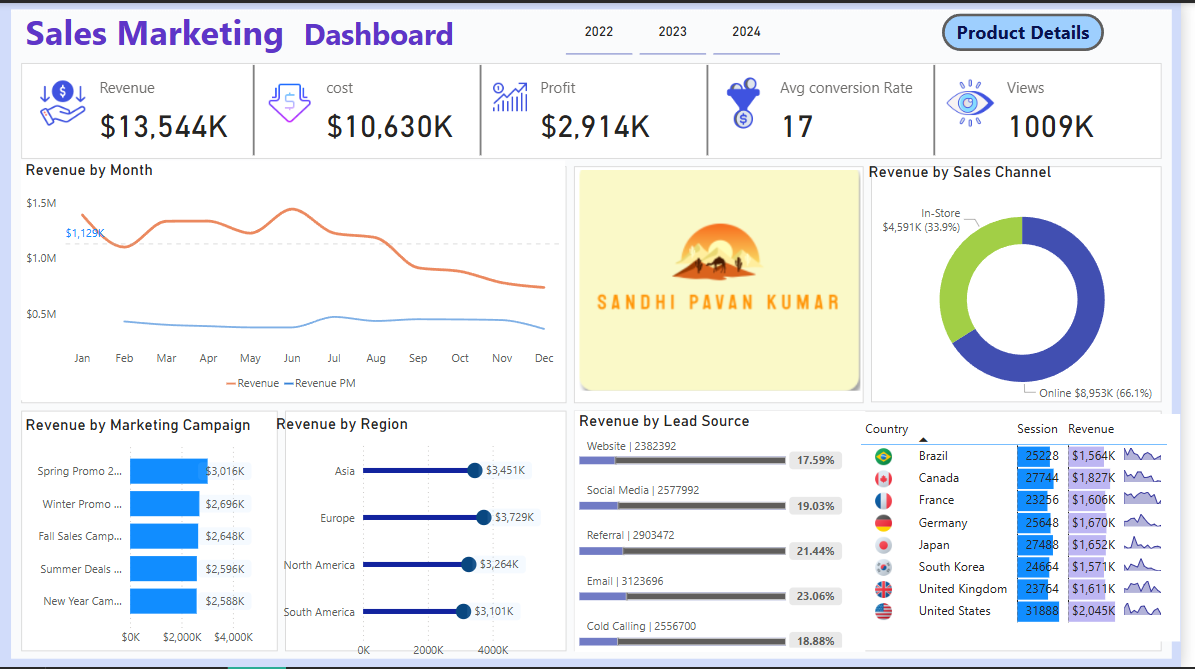 Sales Marketing Dashboard
2022 2023 2024
Product Details
Revenue
$13,544K
cost
$10,630K
Profit
$2,914K
Avg conversion Rate
17
Views
1009K
Revenue by Month
$1.5M
$1,129K
$1.0M
$0.5M
Jan Feb Mar Apr May Jun Jul Aug Sep Oct Nov Dec
Revenue Revenue PM
SANDHI PAVAN KUMAR
Revenue by Sales Channel
In-Store
$4,591K (33.9%)
Online $8,953K (66.1%)
Revenue by Marketing Campaign
Spring Promo 2... $3,016K
Winter Promo ... $2,696K
Fall Sales Camp... $2,648K
Summer Deals ... $2,596K
New Year Cam... $2,588K
$0K $2,000K $4,000K
Revenue by Region
Asia $3,451K
Europe $3,729K
North America $3,264K
South America $3,101K
0K 2000K 4000K
Revenue by Lead Source
Website | 2382392
17.59%
Social Media | 2577992
19.03%
Referral | 2903472
21.44%
Email | 3123696
23.06%
Cold Calling | 2556700
18.88%
Country Session Revenue
Brazil 25228 $1,564K
Canada 27744 $1,827K
France 23256 $1,606K
Germany 25648 $1,670K
Japan 27488 $1,652K
South Korea 24664 $1,571K
United Kingdom 23764 $1,611K
United States 31888 $2,045K